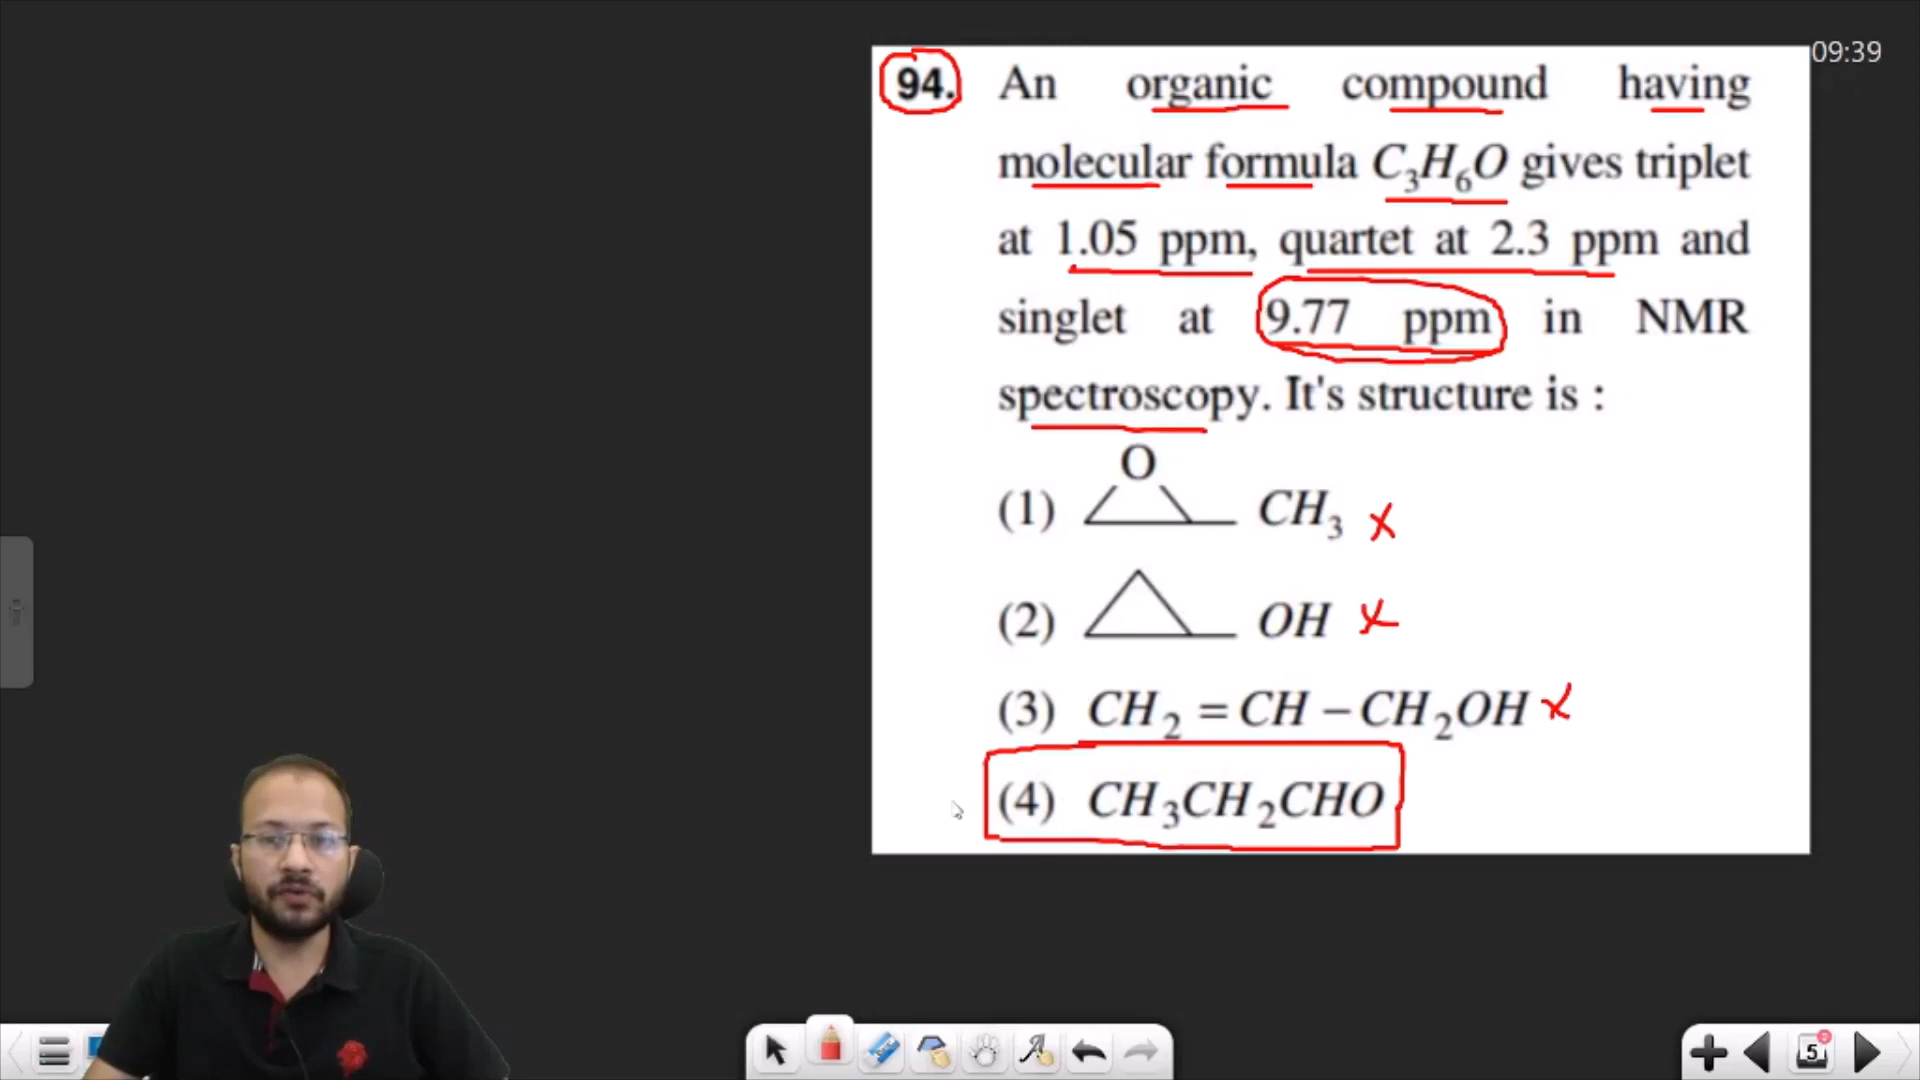 09:39
94. An organic compound having
molecular formula C₃H₆O gives triplet
at 1.05 ppm, quartet at 2.3 ppm and
singlet at 9.77 ppm in NMR
spectroscopy. It's structure is :
O
(1) CH₃ x
(2) OH x
(3) CH₂ = CH – CH₂OH x
(4) CH₃CH₂CHO
5